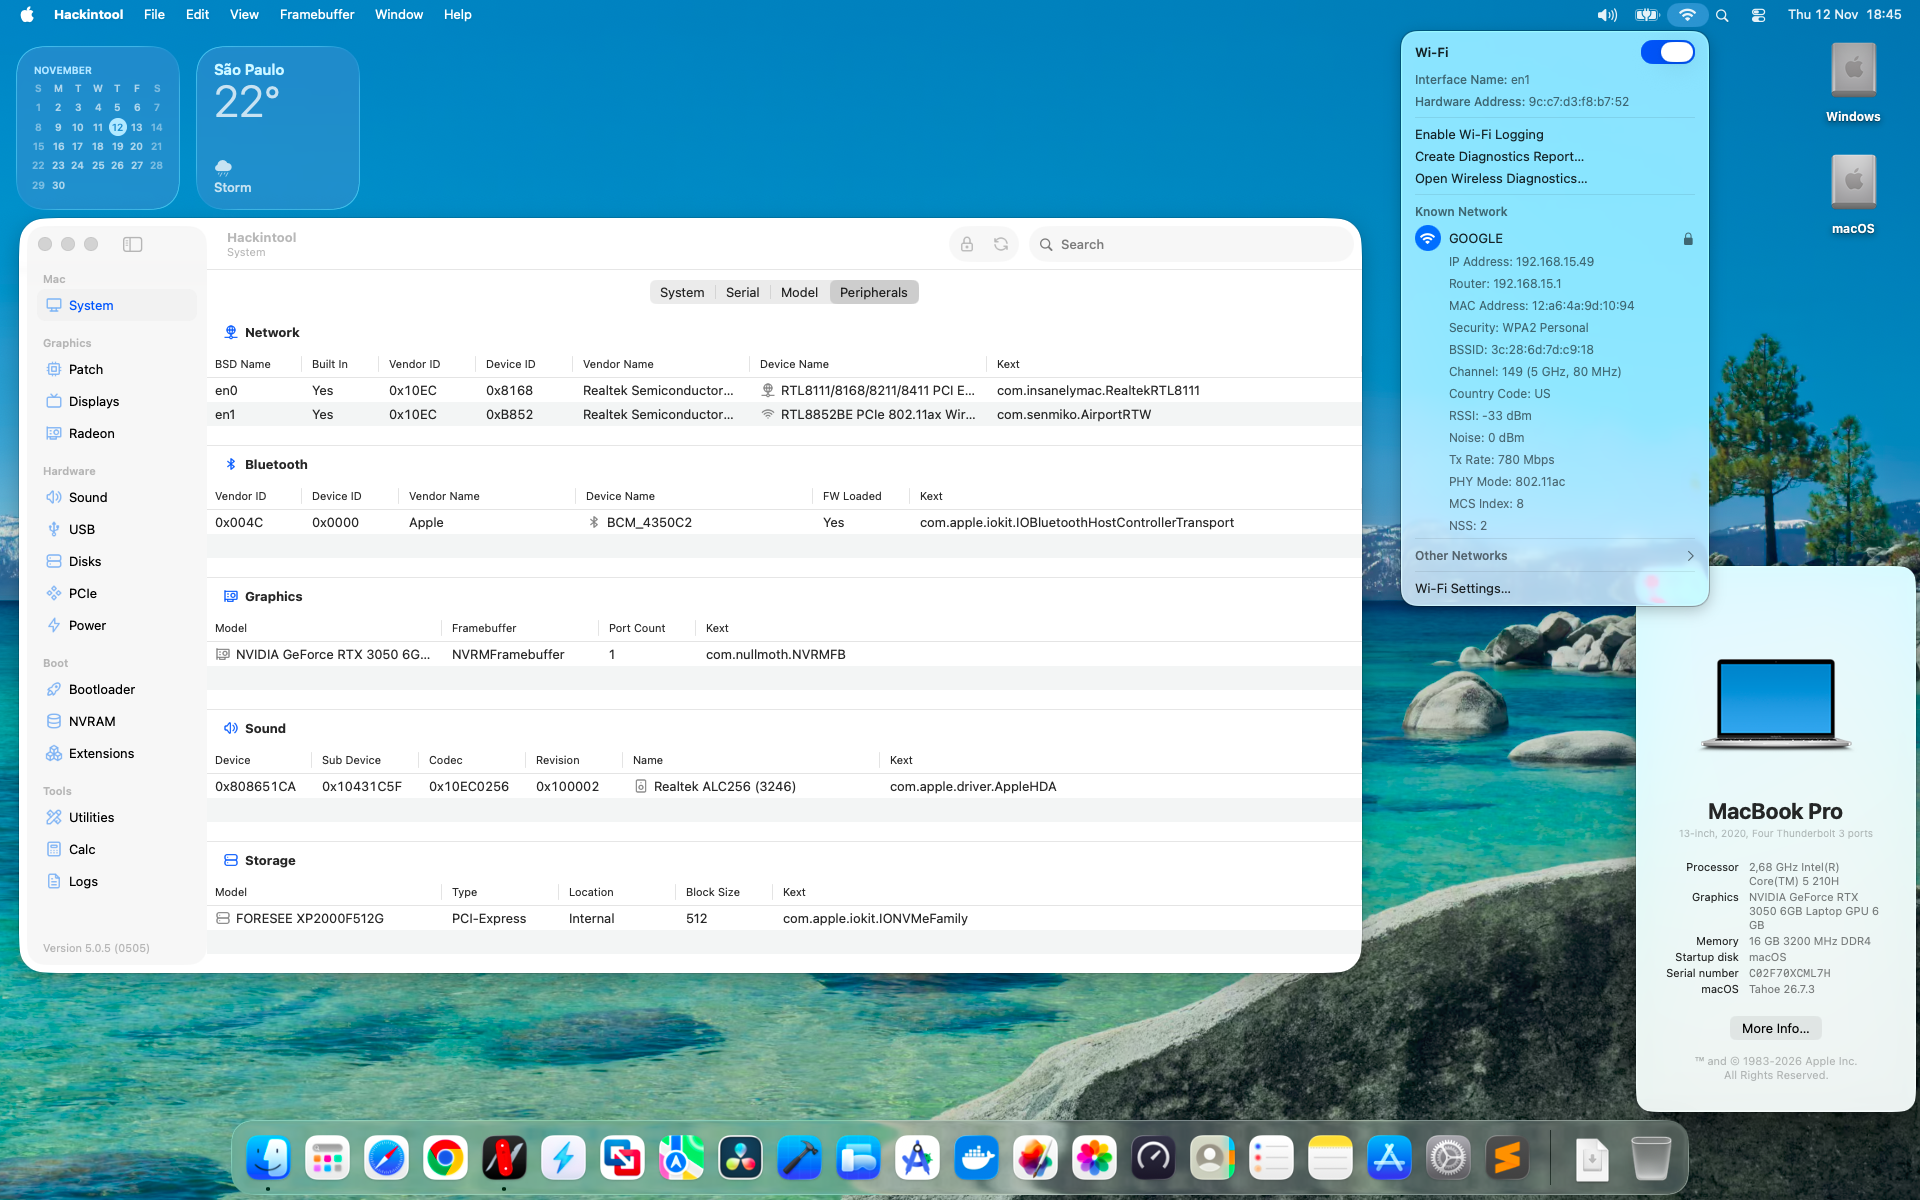 Hackintool File Edit View Framebuffer Window Help Thu 12 Nov 18:45
NOVEMBER
S M T W T F S
1 2 3 4 5 6 7
8 9 10 11 12 13 14
15 16 17 18 19 20 21
22 23 24 25 26 27 28
29 30
São Paulo
22°
Storm
Windows
macOS
Wi-Fi
Interface Name: en1
Hardware Address: 9c:c7:d3:f8:b7:52
Enable Wi-Fi Logging
Create Diagnostics Report...
Open Wireless Diagnostics...
Known Network
GOOGLE
IP Address: 192.168.15.49
Router: 192.168.15.1
MAC Address: 12:a6:4a:9d:10:94
Security: WPA2 Personal
BSSID: 3c:28:6d:7d:c9:18
Channel: 149 (5 GHz, 80 MHz)
Country Code: US
RSSI: -33 dBm
Noise: 0 dBm
Tx Rate: 780 Mbps
PHY Mode: 802.11ac
MCS Index: 8
NSS: 2
Other Networks
Wi-Fi Settings...
Mac
System
Graphics
Patch
Displays
Radeon
Hardware
Sound
USB
Disks
PCIe
Power
Boot
Bootloader
NVRAM
Extensions
Tools
Utilities
Calc
Logs
Version 5.0.5 (0505)
Hackintool
System
Search
System Serial Model Peripherals
Network
BSD Name Built In Vendor ID Device ID Vendor Name Device Name Kext
en0 Yes 0x10EC 0x8168 Realtek Semiconductor... RTL8111/8168/8211/8411 PCI E... com.insanelymac.RealtekRTL8111
en1 Yes 0x10EC 0xB852 Realtek Semiconductor... RTL8852BE PCIe 802.11ax Wir... com.senmiko.AirportRTW
Bluetooth
Vendor ID Device ID Vendor Name Device Name FW Loaded Kext
0x004C 0x0000 Apple BCM_4350C2 Yes com.apple.iokit.IOBluetoothHostControllerTransport
Graphics
Model Framebuffer Port Count Kext
NVIDIA GeForce RTX 3050 6G... NVRMFramebuffer 1 com.nullmoth.NVRMFB
Sound
Device Sub Device Codec Revision Name Kext
0x808651CA 0x10431C5F 0x10EC0256 0x100002 Realtek ALC256 (3246) com.apple.driver.AppleHDA
Storage
Model Type Location Block Size Kext
FORESEE XP2000F512G PCI-Express Internal 512 com.apple.iokit.IONVMeFamily
MacBook Pro
13-inch, 2020, Four Thunderbolt 3 ports
Processor 2,68 GHz Intel(R)
Core(TM) 5 210H
Graphics NVIDIA GeForce RTX
3050 6GB Laptop GPU 6
GB
Memory 16 GB 3200 MHz DDR4
Startup disk macOS
Serial number C02F70XCML7H
macOS Tahoe 26.7.3
More Info...
™ and © 1983-2026 Apple Inc.
All Rights Reserved.